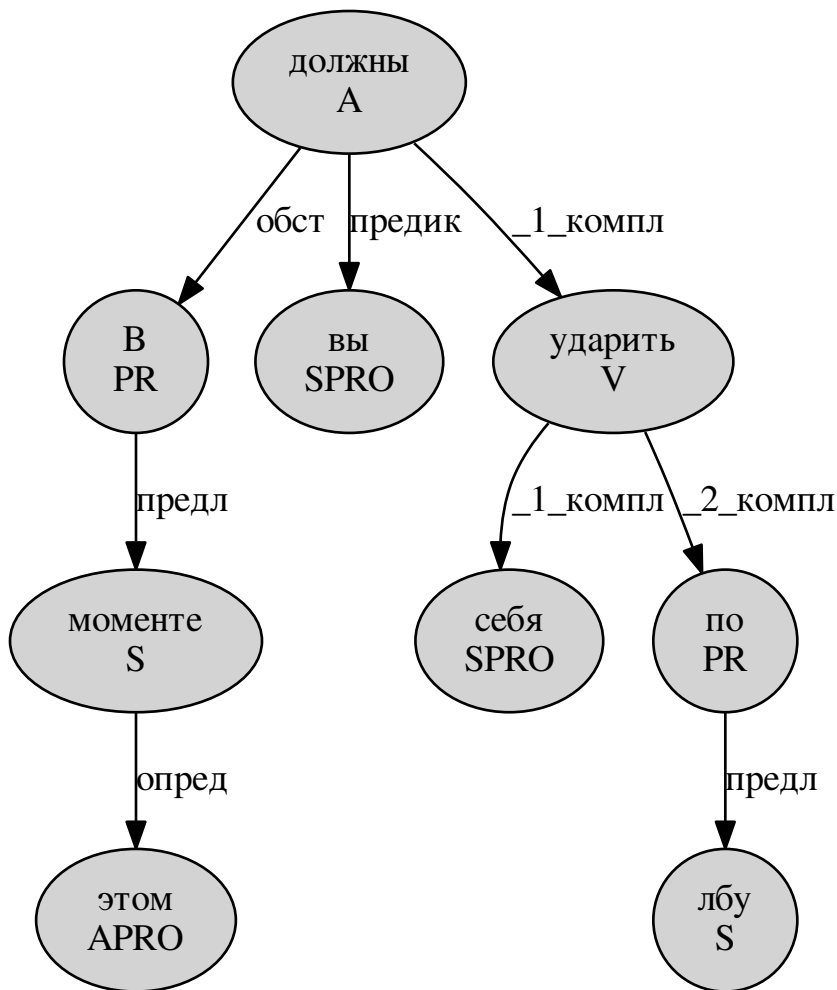 должны
A
обст
предик
_1_компл
В
PR
вы
SPRO
ударить
V
предл
_1_компл
_2_компл
моменте
S
себя
SPRO
по
PR
опред
предл
этом
APRO
лбу
S